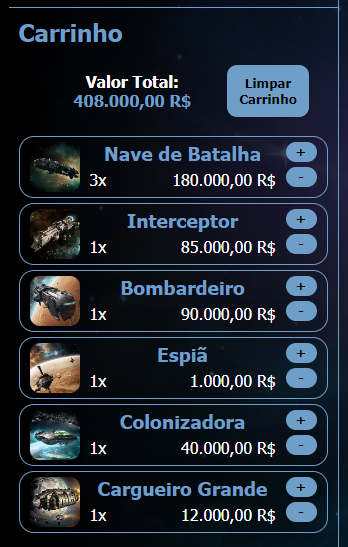 Carrinho
Valor Total:
408.000,00 R$
Limpar
Carrinho
Nave de Batalha
+
3x
180.000,00 R$
-
Interceptor
+
1x
85.000,00 R$
-
Bombardeiro
+
1x
90.000,00 R$
-
Espiã
+
1x
1.000,00 R$
-
Colonizadora
+
1x
40.000,00 R$
-
Cargueiro Grande
+
1x
12.000,00 R$
-